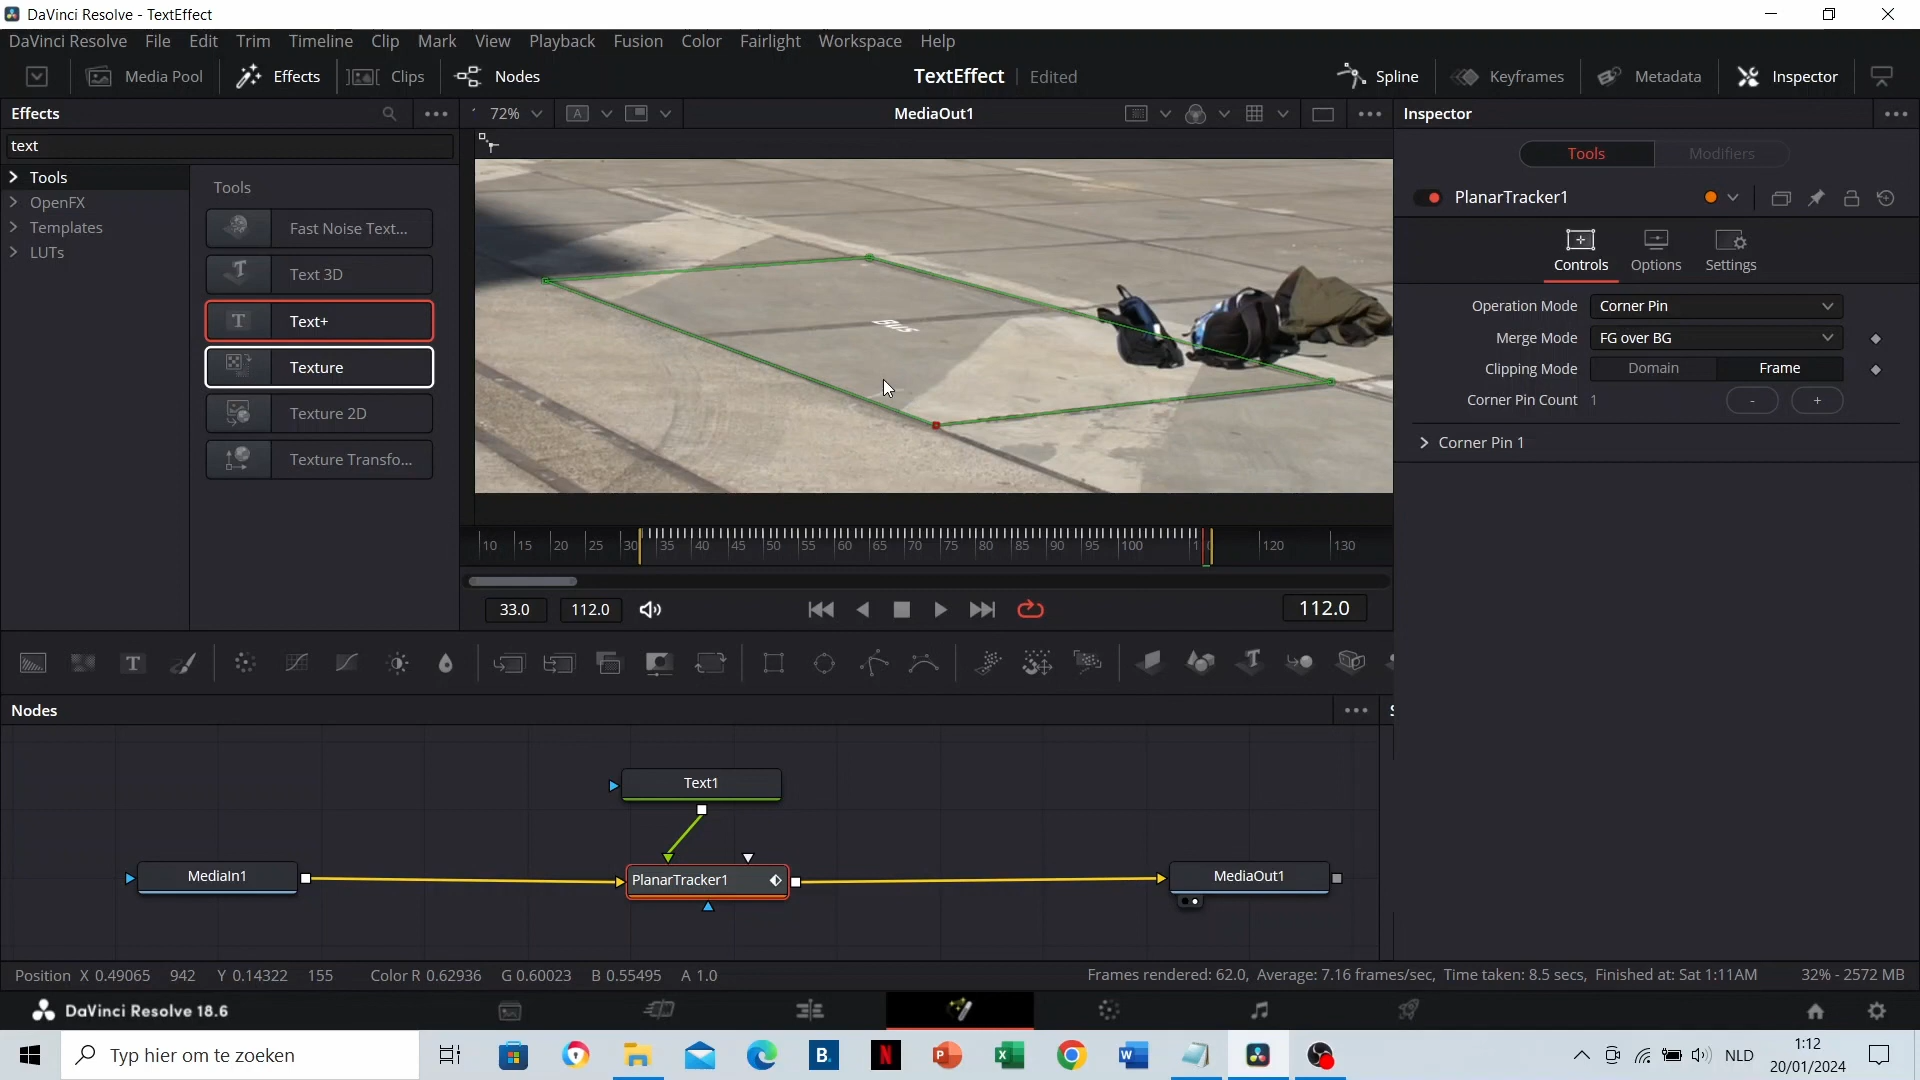 DaVinci Resolve - TextEffect
DaVinci Resolve File Edit Trim Timeline Clip Mark View Playback Fusion Color Fairlight Workspace Help
Media Pool Effects Clips Nodes TextEffect Edited Spline Keyframes Metadata Inspector
Effects 72% A MediaOut1 Inspector
text
Tools
OpenFX
Templates
LUTs
Tools
Fast Noise Text...
Text 3D
T Text+
Texture
Texture 2D
Texture Transfo...
BUS
Tools Modifiers
PlanarTracker1
Controls Options Settings
Operation Mode Corner Pin
Merge Mode FG over BG
Clipping Mode Domain Frame
Corner Pin Count 1 - +
Corner Pin 1
10 15 20 25 30 35 40 45 50 55 60 65 70 75 80 85 90 95 100 120 130
33.0 112.0 112.0
Nodes
Text1
MediaIn1 PlanarTracker1 MediaOut1
Position X 0.49065 942 Y 0.14322 155 Color R 0.62936 G 0.60023 B 0.55495 A 1.0 Frames rendered: 62.0, Average: 7.16 frames/sec, Time taken: 8.5 secs, Finished at: Sat 1:11AM 32% - 2572 MB
DaVinci Resolve 18.6
Typ hier om te zoeken B. N NLD 1:12
20/01/2024